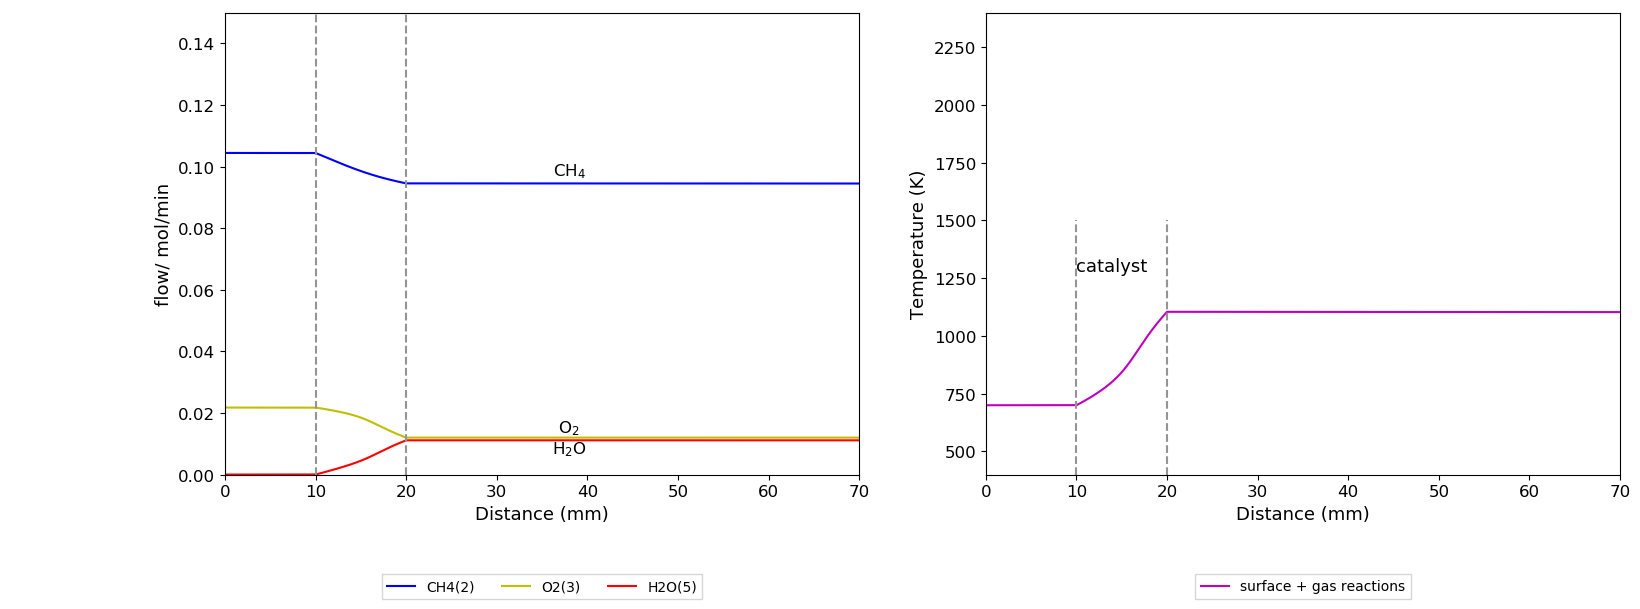 0.14
0.12
0.10
0.08
0.06
0.04
0.02
0.00
flow/ mol/min
CH₄
O₂
H₂O
0 10 20 30 40 50 60 70
Distance (mm)
CH4(2) O2(3) H2O(5)
2250
2000
1750
1500
1250
1000
750
500
Temperature (K)
catalyst
0 10 20 30 40 50 60 70
Distance (mm)
surface + gas reactions